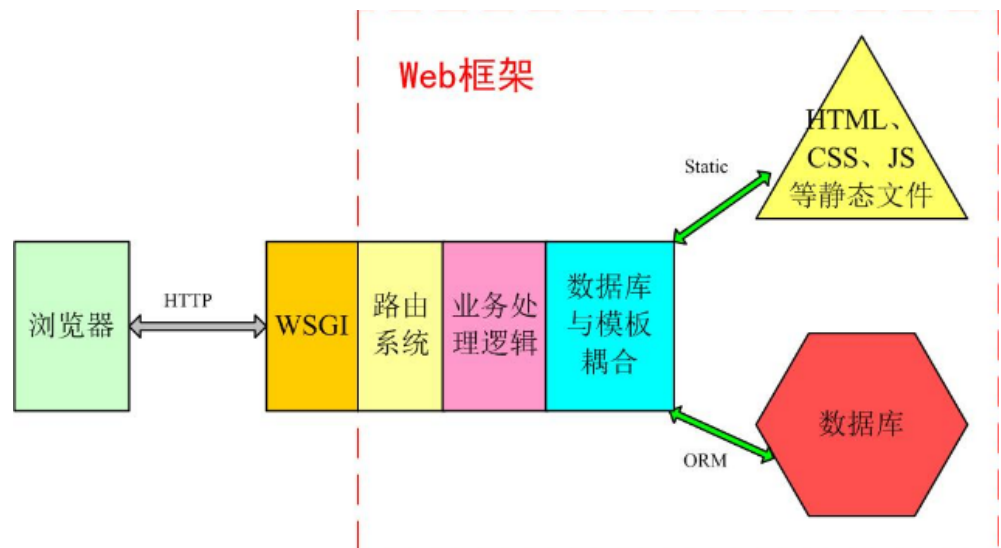 Web框架
HTML、
CSS、JS
等静态文件
Static
浏览器
HTTP
WSGI
路由
系统
业务处
理逻辑
数据库
与模板
耦合
数据库
ORM